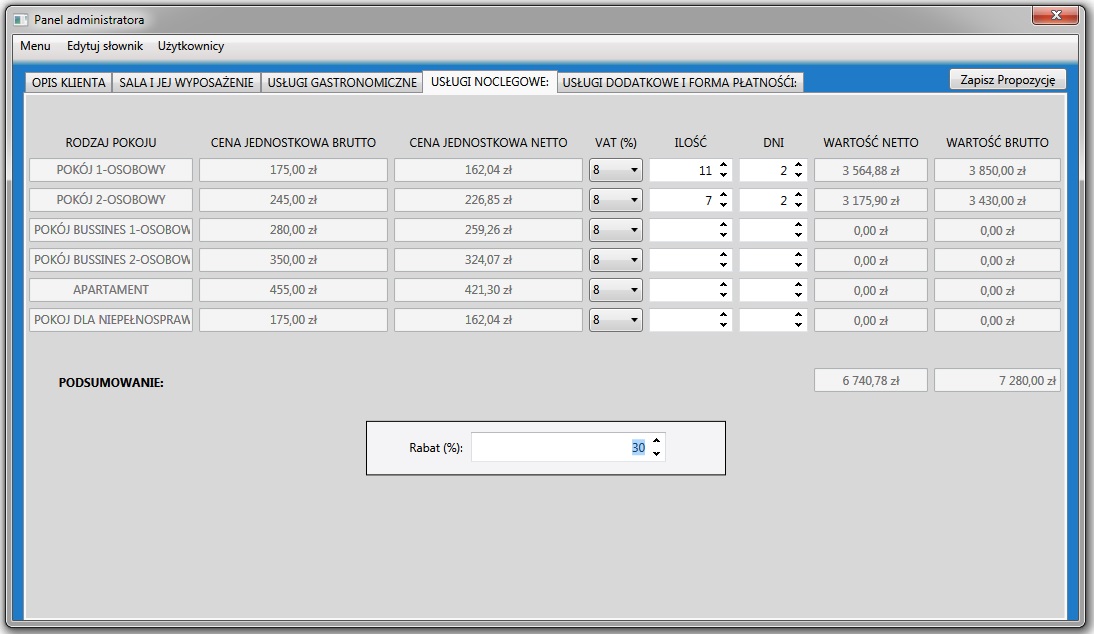 Panel administratora
Menu Edytuj słownik Użytkownicy
OPIS KLIENTA SALA I JEJ WYPOSAŻENIE USŁUGI GASTRONOMICZNE USŁUGI NOCLEGOWE: USŁUGI DODATKOWE I FORMA PŁATNOŚĆI: Zapisz Propozycję
RODZAJ POKOJU CENA JEDNOSTKOWA BRUTTO CENA JEDNOSTKOWA NETTO VAT (%) ILOŚĆ DNI WARTOŚĆ NETTO WARTOŚĆ BRUTTO
POKÓJ 1-OSOBOWY 175,00 zł 162,04 zł 8 11 2 3 564,88 zł 3 850,00 zł
POKÓJ 2-OSOBOWY 245,00 zł 226,85 zł 8 7 2 3 175,90 zł 3 430,00 zł
POKÓJ BUSSINES 1-OSOBOW 280,00 zł 259,26 zł 8 0,00 zł 0,00 zł
POKÓJ BUSSINES 2-OSOBOW 350,00 zł 324,07 zł 8 0,00 zł 0,00 zł
APARTAMENT 455,00 zł 421,30 zł 8 0,00 zł 0,00 zł
POKOJ DLA NIEPEŁNOSPRAW 175,00 zł 162,04 zł 8 0,00 zł 0,00 zł
PODSUMOWANIE: 6 740,78 zł 7 280,00 zł
Rabat (%): 30